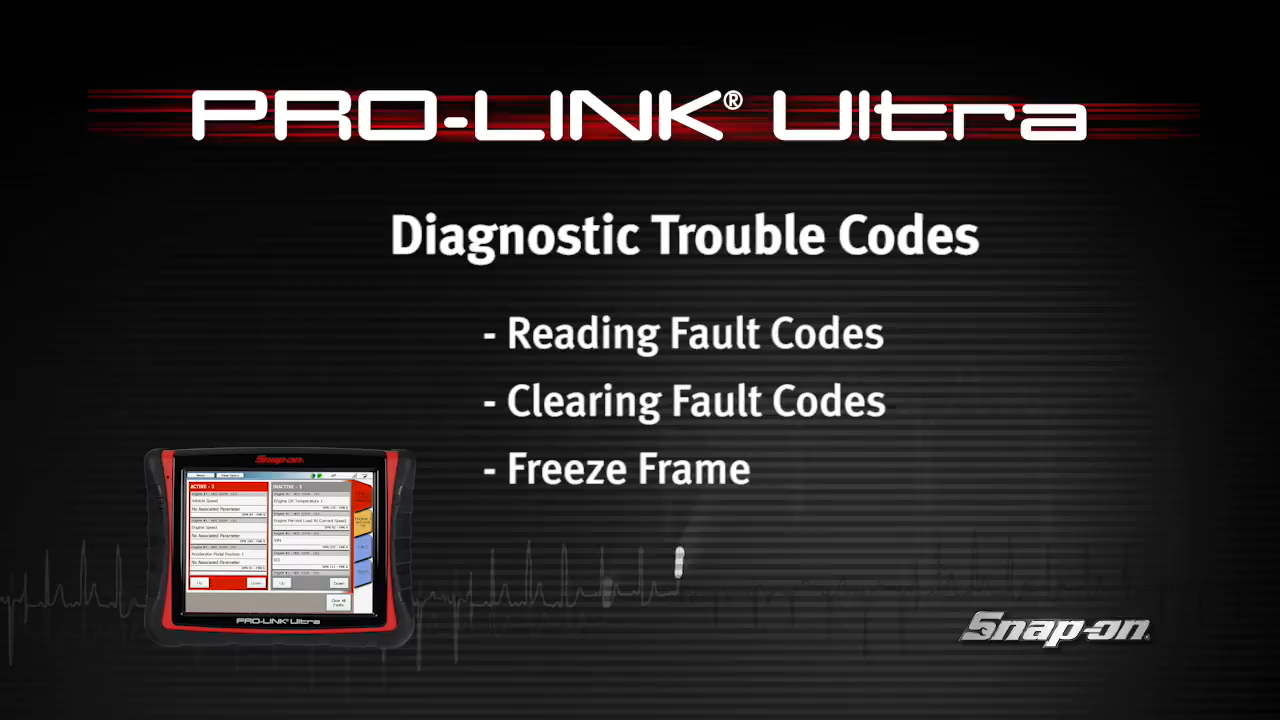 PRO-LINK® Ultra
Diagnostic Trouble Codes
- Reading Fault Codes
- Clearing Fault Codes
- Freeze Frame
Snap-on
ACTIVE - 3
INACTIVE - 5
Vehicle Speed
No Associated Parameter
Engine Speed
No Associated Parameter
Accelerator Pedal Position 1
No Associated Parameter
Engine Oil Temperature 1
Engine Percent Load At Current Speed
Up
Down
Up
Down
Clear All
Faults
PRO-LINK® Ultra
Snap-on®